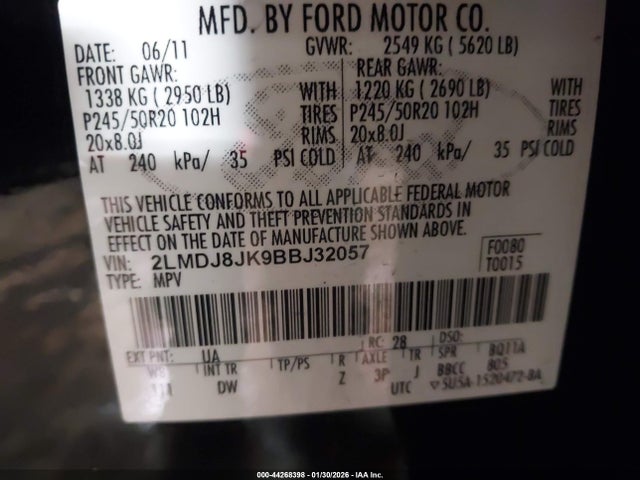 MFD. BY FORD MOTOR CO.
DATE: 06/11 GVWR: 2549 KG ( 5620 LB)
FRONT GAWR: REAR GAWR:
1338 KG ( 2950 LB) WITH 1220 KG ( 2690 LB) WITH
P245/50R20 102H TIRES P245/50R20 102H TIRES
20x8.0J RIMS 20x8.0J RIMS
AT 240 kPa/ 35 PSI COLD AT 240 kPa/ 35 PSI COLD
THIS VEHICLE CONFORMS TO ALL APPLICABLE FEDERAL MOTOR
VEHICLE SAFETY AND THEFT PREVENTION STANDARDS IN
EFFECT ON THE DATE OF MANUFACTURE SHOWN ABOVE.
VIN: 2LMDJ8JK9BBJ32057 F0080
TYPE: MPV T0015
EXT PNT: UA RC: 28 DSO:
INT TR TP/PS R AXLE TR SPR BQ11A
DW Z J BBCC
UTC
000-44268398 - 01/30/2026 - IAA Inc.